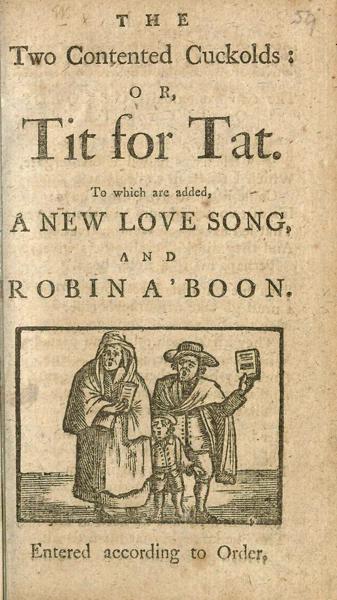 THE
Two Contented Cuckolds:
OR,
Tit for Tat.
To which are added,
A NEW LOVE SONG,
AND
ROBIN A'BOON.
Entered according to Order,